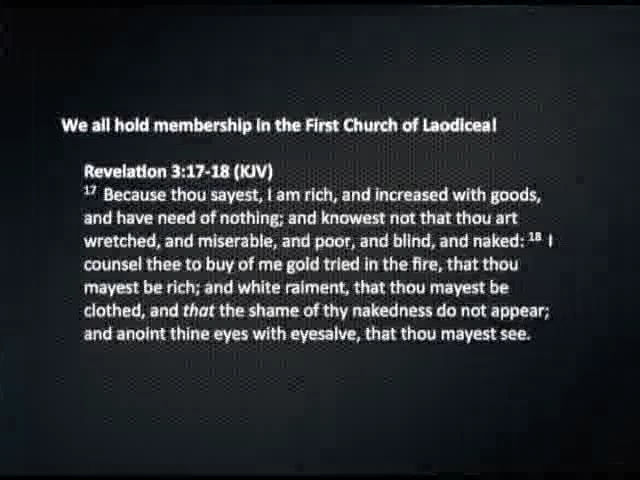 We all hold membership in the First Church of Laodicea!
Revelation 3:17-18 (KJV)
17 Because thou sayest, I am rich, and increased with goods,
and have need of nothing; and knowest not that thou art
wretched, and miserable, and poor, and blind, and naked: 18 I
counsel thee to buy of me gold tried in the fire, that thou
mayest be rich; and white raiment, that thou mayest be
clothed, and that the shame of thy nakedness do not appear;
and anoint thine eyes with eyesalve, that thou mayest see.